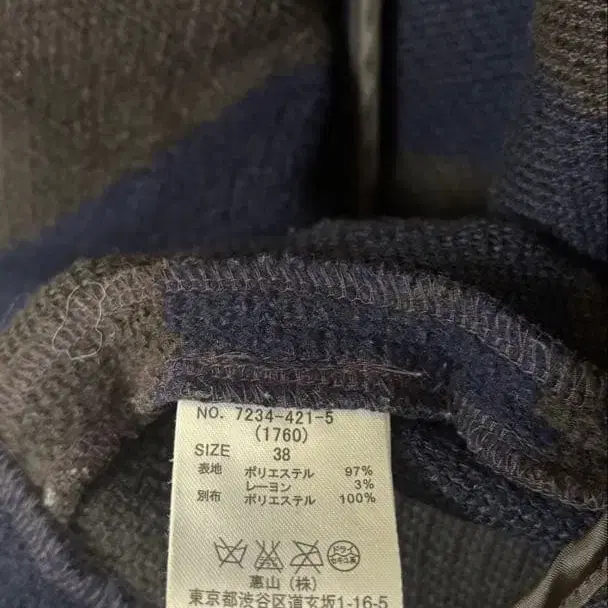 NO. 7234-421-5
(1760)
SIZE 38
表地 ポリエステル 97%
レーヨン 3%
別布 ポリエステル 100%
ドライ
セキユ系
裏山（株）
東京都渋谷区道玄坂1-16-5